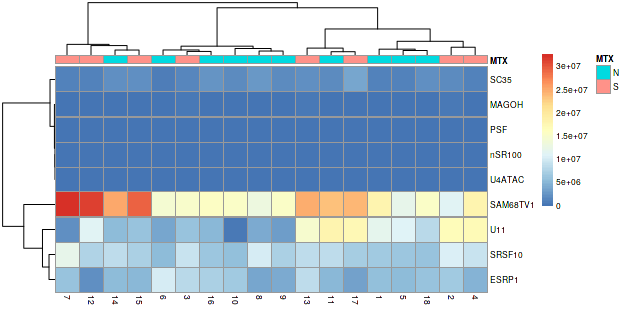 MTX
SC35
MAGOH
PSF
nSR100
U4ATAC
SAM68TV1
U11
SRSF10
ESRP1
7 12 14 15 6 3 16 10 8 9 13 11 17 1 5 18 2 4
3e+07
2.5e+07
2e+07
1.5e+07
1e+07
5e+06
0
MTX
N
S